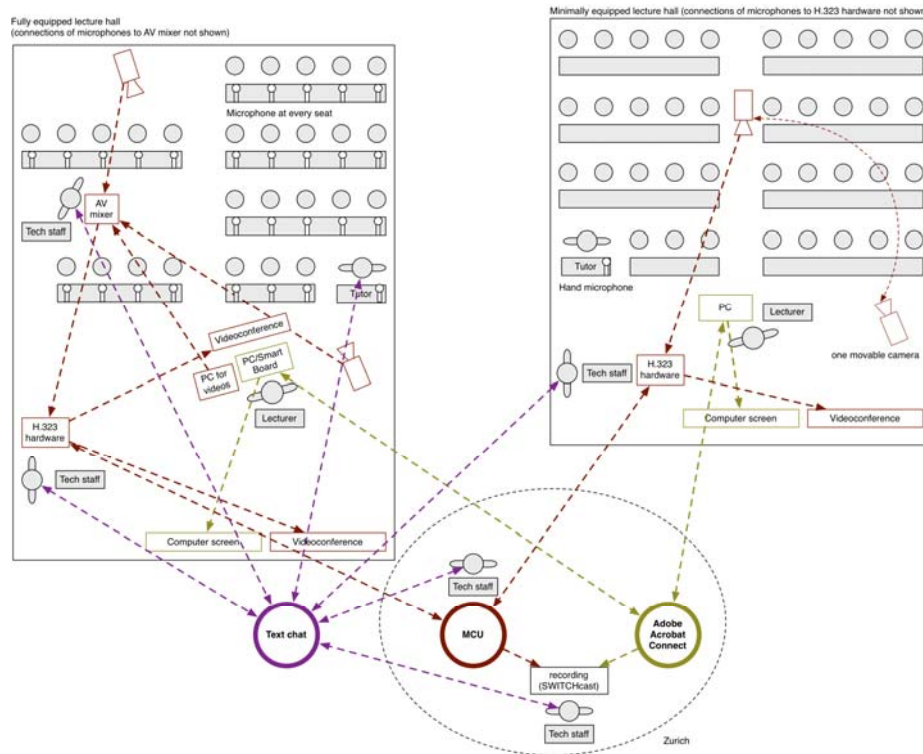 Fully equipped lecture hall
(connections of microphones to AV mixer not shown)
Microphone at every seat
AV
mixer
Tech staff
Tutor
Videoconference
PC for
videos
PC/Smart
Board
Lecturer
H.323
hardware
Tech staff
Computer screen
Videoconference
Minimally equipped lecture hall (connections of microphones to H.323 hardware not shown
Tutor
Hand microphone
PC
Lecturer
one movable camera
Tech staff
H.323
hardware
Computer screen
Videoconference
Tech staff
Text chat
MCU
Adobe
Acrobat
Connect
recording
(SWITCHcast)
Tech staff
Zurich